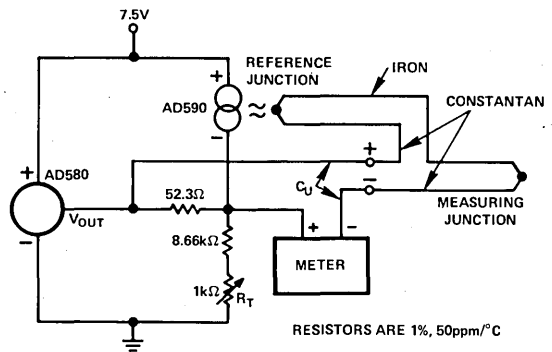 7.5V
REFERENCE
JUNCTION
IRON
+
AD590
≈
CONSTANTAN
−
+
+
AD580
CU
−
52.3Ω
VOUT
MEASURING
JUNCTION
−
8.66kΩ
+
−
METER
1kΩ
RT
RESISTORS ARE 1%, 50ppm/°C